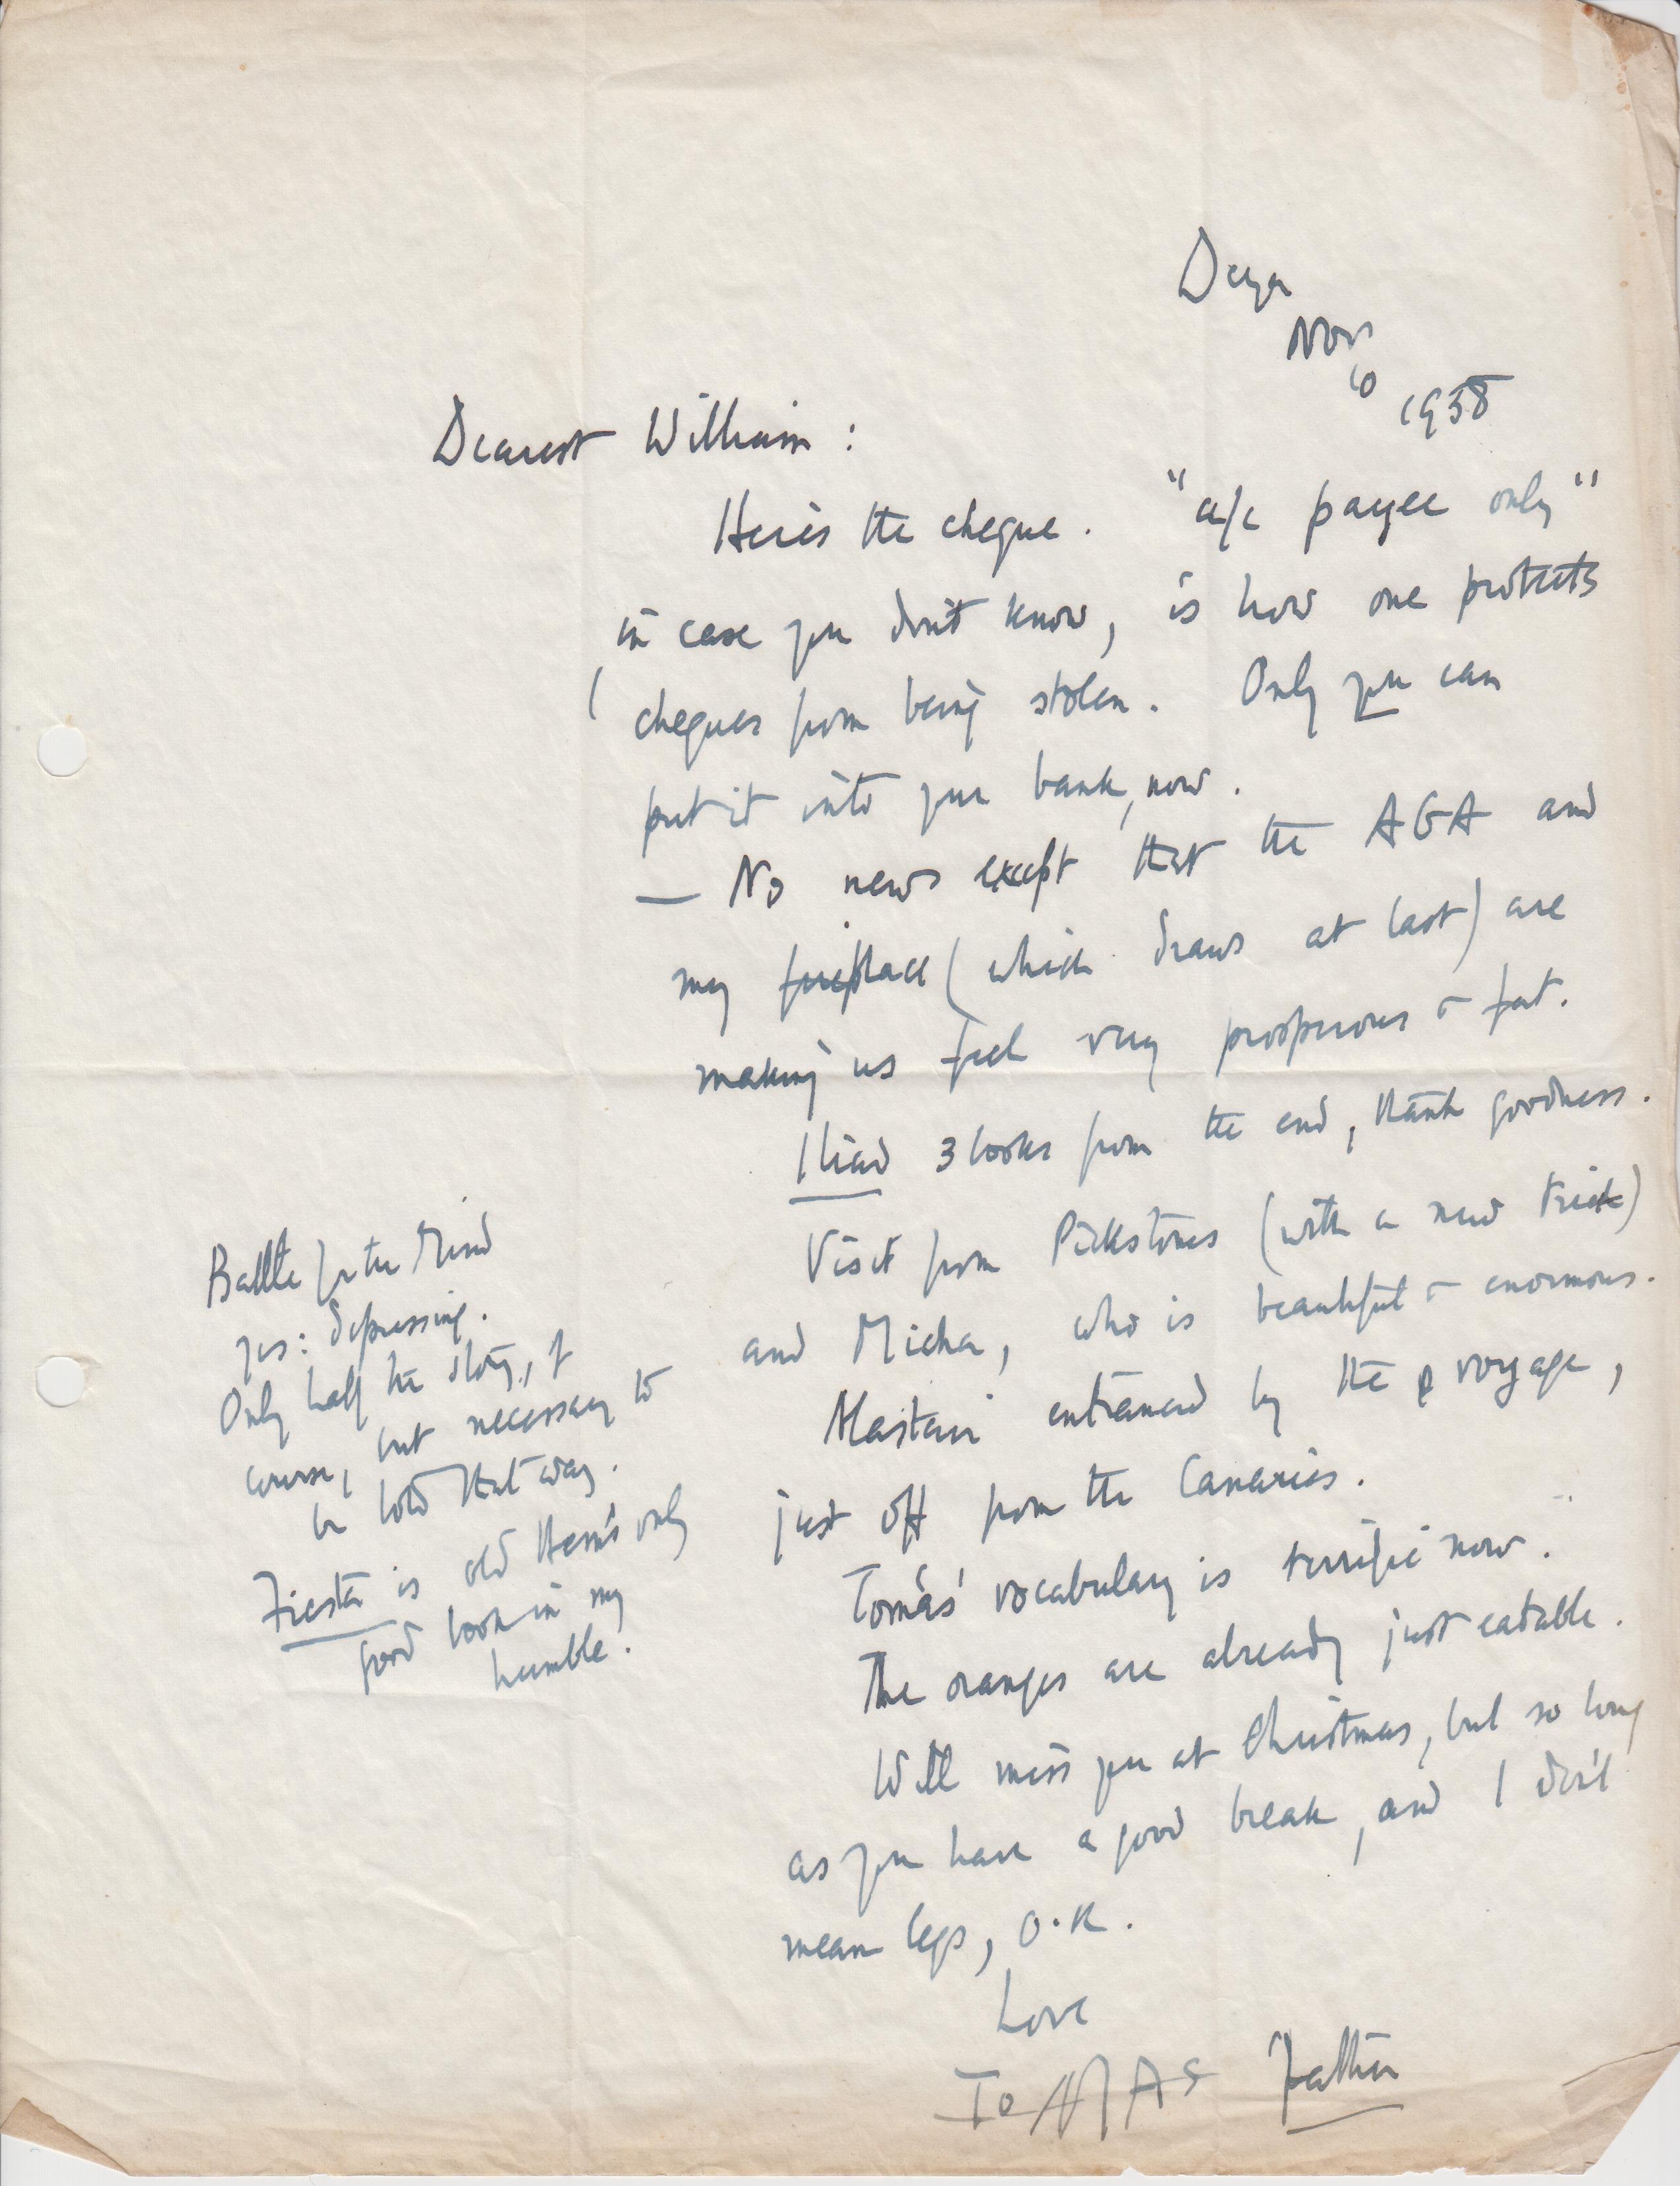 Deya
Nov
10
1958
Dearest William:
Here's the cheque. "a/c payee only"
in case you don't know, is how one protects
cheques from being stolen. Only you can
put it into your bank, now.
— No news except that the AGA and
my fireplace (which draws at last) are
making us feel very prosperous & fat.
Iliad 3 books from the end, thank goodness.
Visit from Pickstones (with a new trick)
and Micha, who is beautiful & enormous.
Alastair entranced by the voyage,
just off from the Canaries.
Tomás' vocabulary is terrific now.
The oranges are already just eatable.
Will miss you at Christmas, but so long
as you have a good break, and I don't
mean legs, O.K.
Love
ToMAS Father
Battle for the Mind
yes: depressing.
Only half the story, of
course, but necessary to
be told that way.
Fiesta is old Hem's only
good book in my
humble.